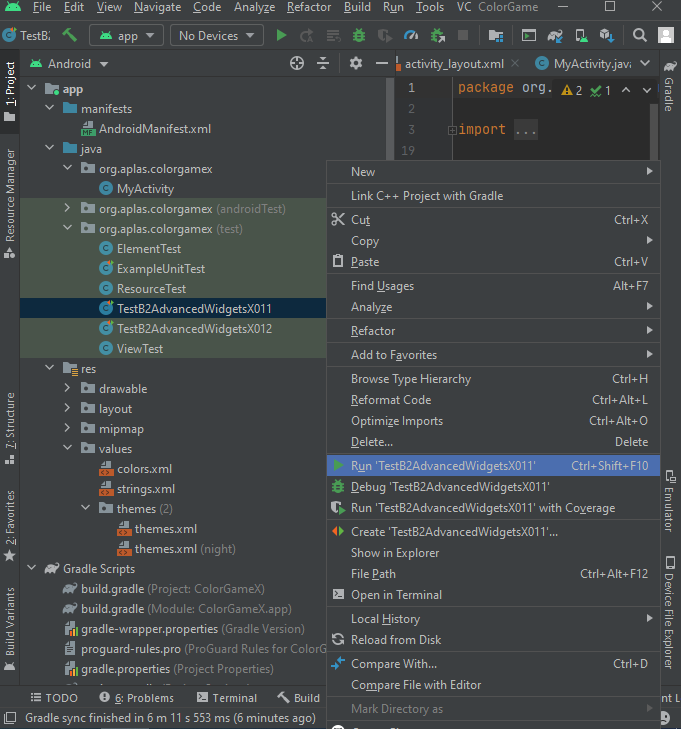 File Edit View Navigate Code Analyze Refactor Build Run Tools VC ColorGame
TestB2 app No Devices
1: Project
Resource Manager
7: Structure
2: Favorites
Build Variants
Android
app
manifests
AndroidManifest.xml
java
org.aplas.colorgamex
MyActivity
org.aplas.colorgamex (androidTest)
org.aplas.colorgamex (test)
ElementTest
ExampleUnitTest
ResourceTest
TestB2AdvancedWidgetsX011
TestB2AdvancedWidgetsX012
ViewTest
res
drawable
layout
mipmap
values
colors.xml
strings.xml
themes (2)
themes.xml
themes.xml (night)
Gradle Scripts
build.gradle (Project: ColorGameX)
build.gradle (Module: ColorGameX.app)
gradle-wrapper.properties (Gradle Version)
proguard-rules.pro (ProGuard Rules for ColorG
gradle.properties (Project Properties)
activity_layout.xml MyActivity.java
1 package org. 2 1
2
3 import ...
19
New
Link C++ Project with Gradle
Cut Ctrl+X
Copy
Paste Ctrl+V
Find Usages Alt+F7
Analyze
Refactor
Add to Favorites
Browse Type Hierarchy Ctrl+H
Reformat Code Ctrl+Alt+L
Optimize Imports Ctrl+Alt+O
Delete... Delete
Run 'TestB2AdvancedWidgetsX011' Ctrl+Shift+F10
Debug 'TestB2AdvancedWidgetsX011'
Run 'TestB2AdvancedWidgetsX011' with Coverage
Create 'TestB2AdvancedWidgetsX011'...
Show in Explorer
File Path Ctrl+Alt+F12
Open in Terminal
Local History
Reload from Disk
Compare With... Ctrl+D
Compare File with Editor
Mark Directory as
Gradle
Emulator
Device File Explorer
TODO 6: Problems Terminal Build nt L
Gradle sync finished in 6 m 11 s 553 ms (6 minutes ago)